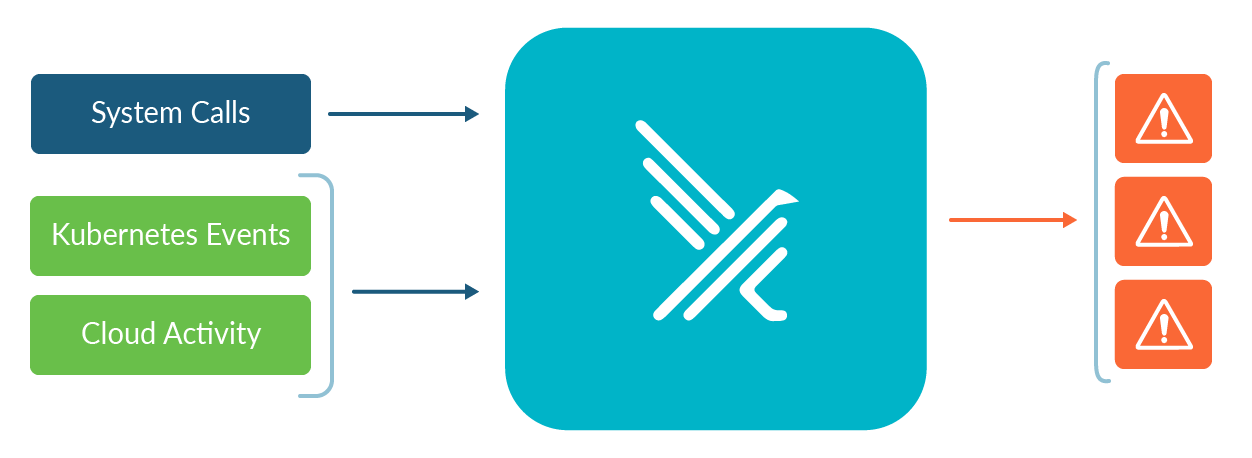 System Calls
Kubernetes Events
Cloud Activity